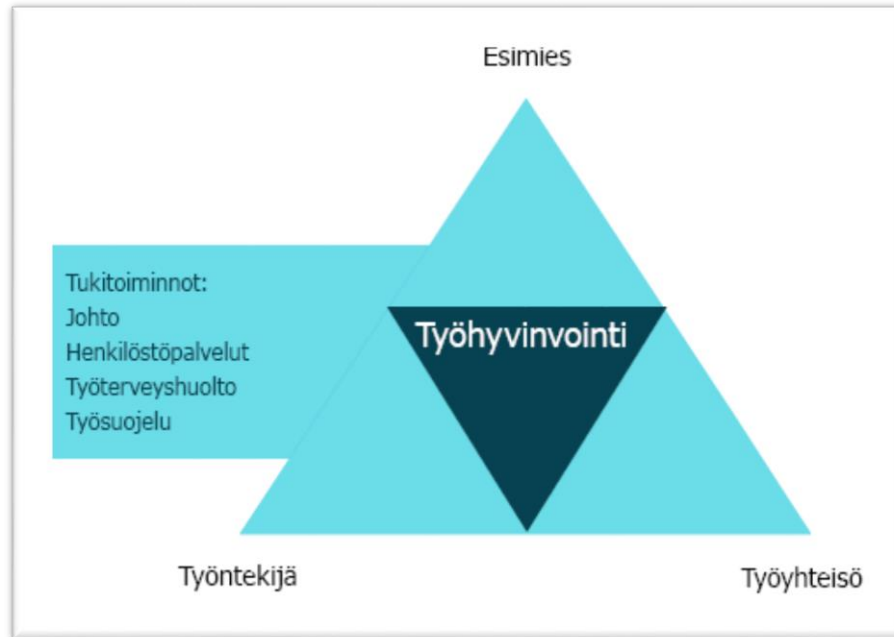 Esimies
Tukitoiminnot:
Johto
Henkilöstöpalvelut
Työterveyshuolto
Työsuojelu
Työhyvinvointi
Työntekijä
Työyhteisö